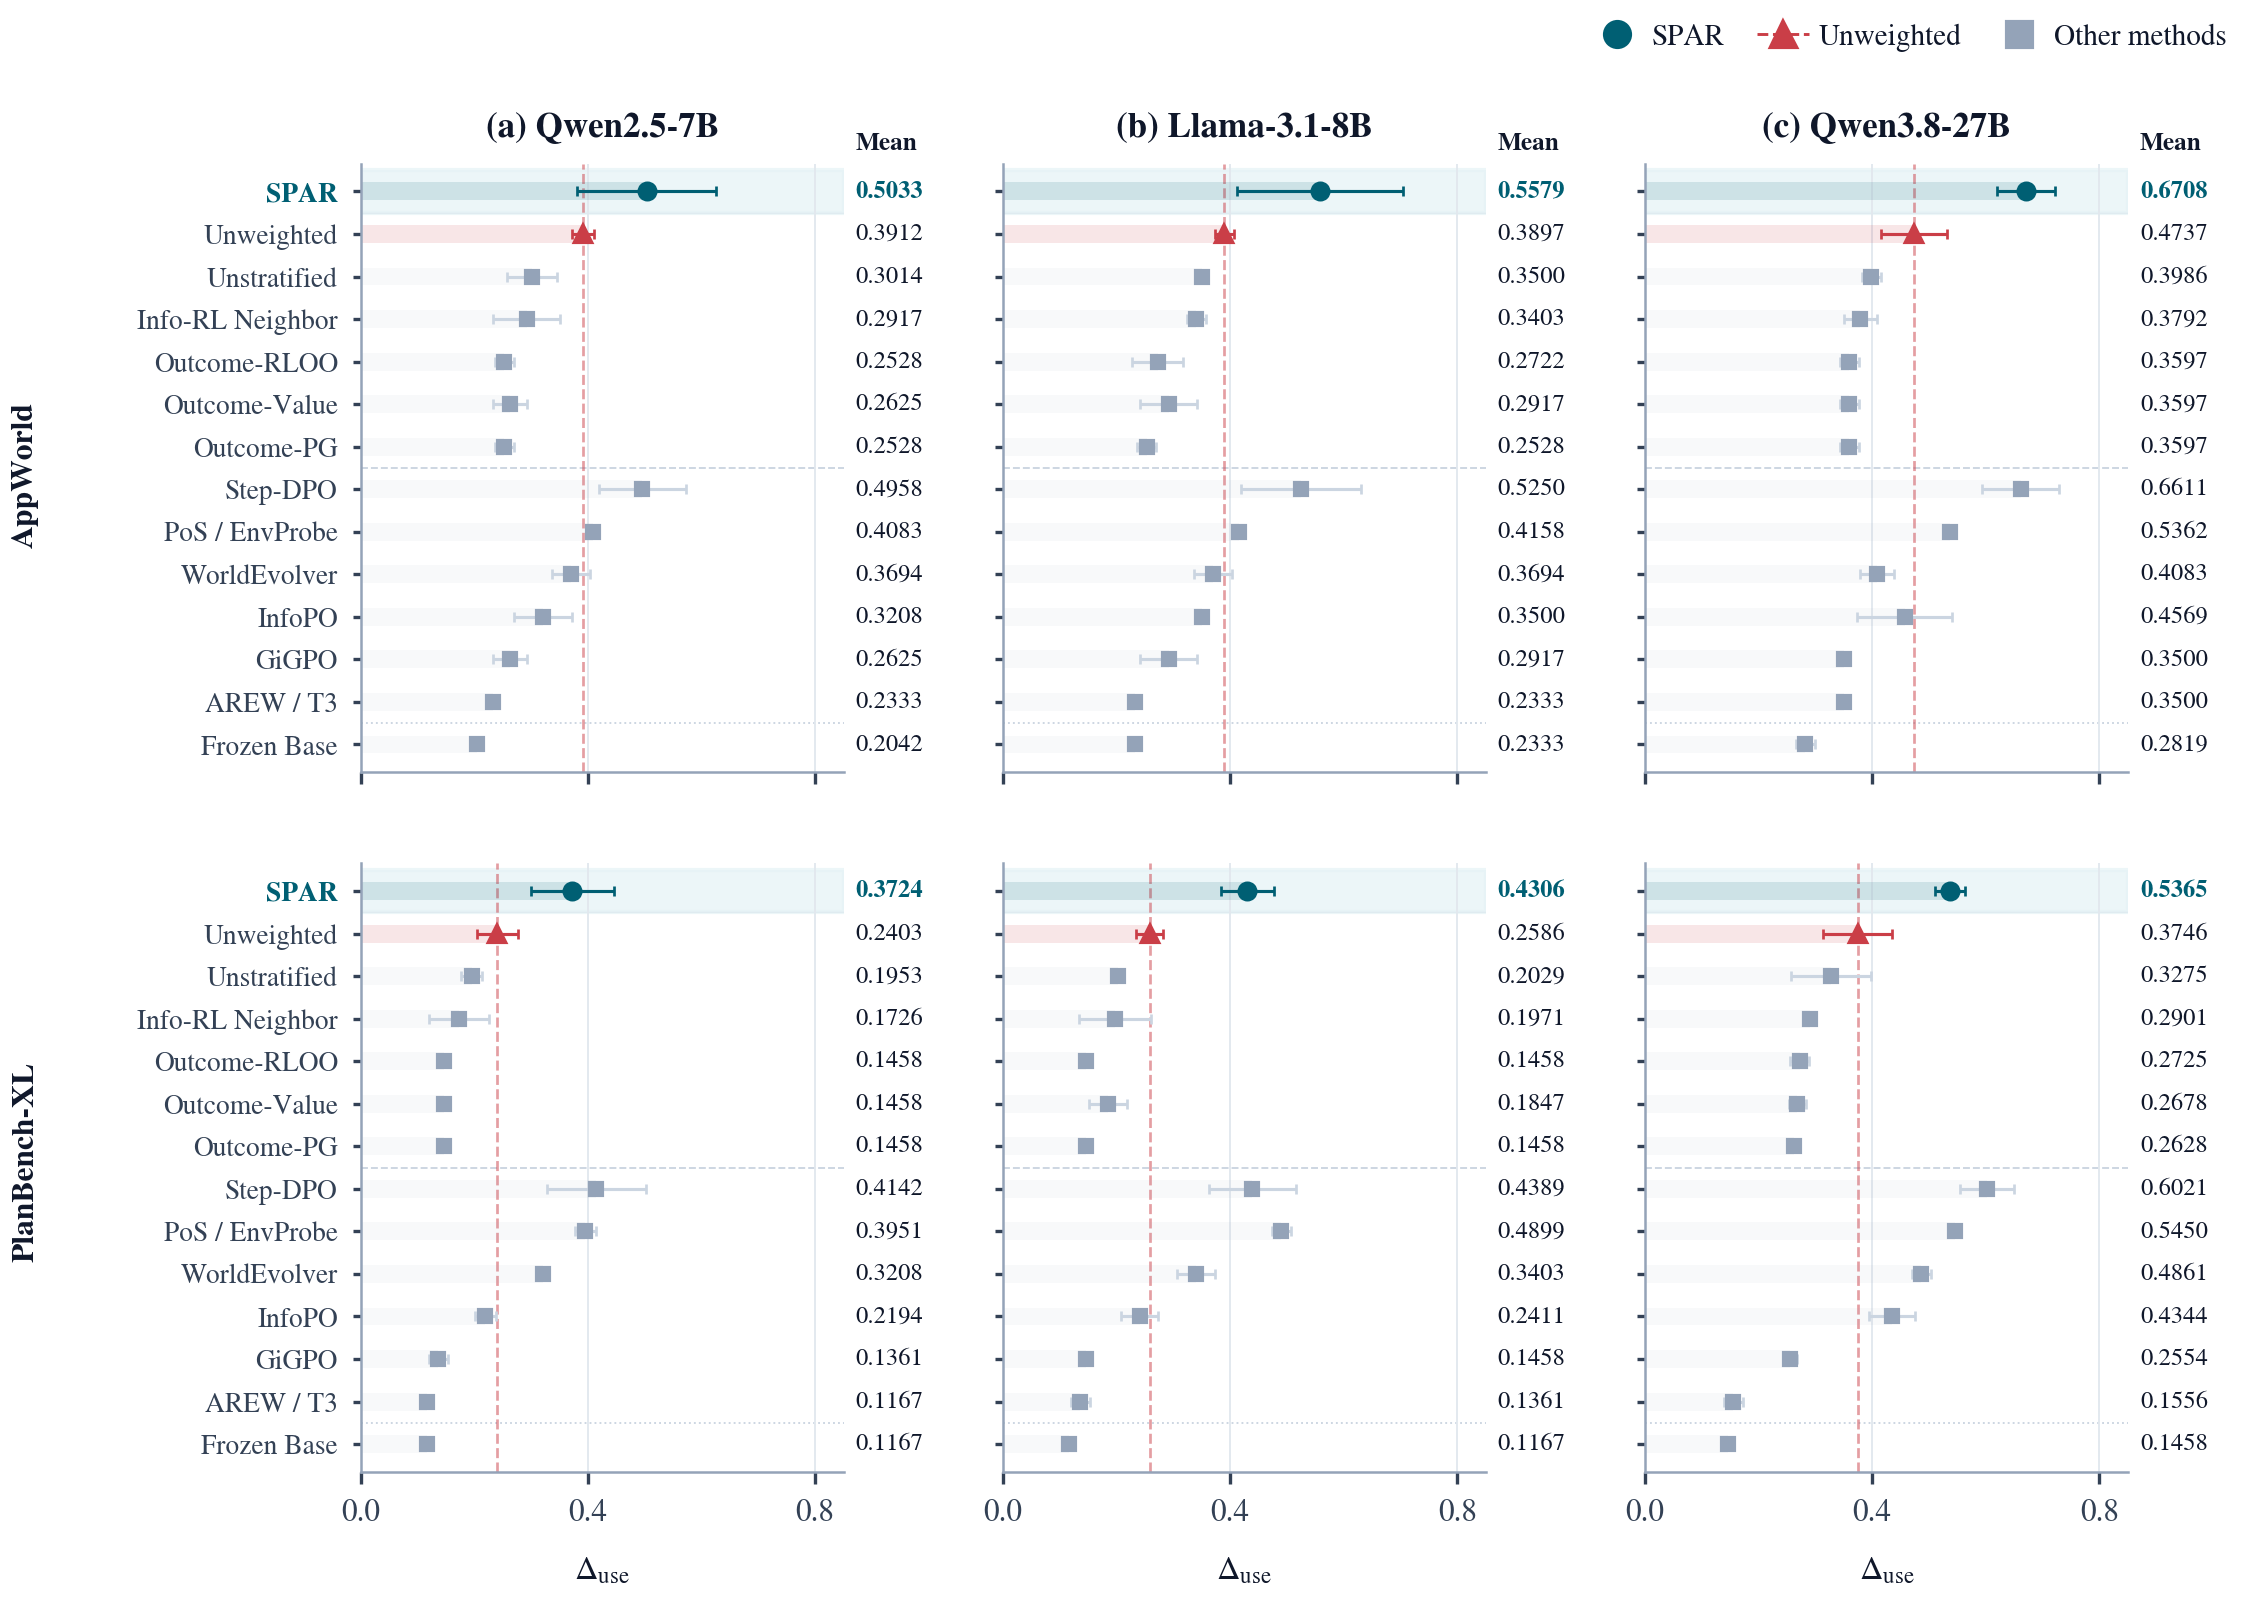 SPAR Unweighted Other methods
(a) Qwen2.5-7B Mean (b) Llama-3.1-8B Mean (c) Qwen3.8-27B Mean
AppWorld
SPAR 0.5033 0.5579 0.6708
Unweighted 0.3912 0.3897 0.4737
Unstratified 0.3014 0.3500 0.3986
Info-RL Neighbor 0.2917 0.3403 0.3792
Outcome-RLOO 0.2528 0.2722 0.3597
Outcome-Value 0.2625 0.2917 0.3597
Outcome-PG 0.2528 0.2528 0.3597
Step-DPO 0.4958 0.5250 0.6611
PoS / EnvProbe 0.4083 0.4158 0.5362
WorldEvolver 0.3694 0.3694 0.4083
InfoPO 0.3208 0.3500 0.4569
GiGPO 0.2625 0.2917 0.3500
AREW / T3 0.2333 0.2333 0.3500
Frozen Base 0.2042 0.2333 0.2819
PlanBench-XL
SPAR 0.3724 0.4306 0.5365
Unweighted 0.2403 0.2586 0.3746
Unstratified 0.1953 0.2029 0.3275
Info-RL Neighbor 0.1726 0.1971 0.2901
Outcome-RLOO 0.1458 0.1458 0.2725
Outcome-Value 0.1458 0.1847 0.2678
Outcome-PG 0.1458 0.1458 0.2628
Step-DPO 0.4142 0.4389 0.6021
PoS / EnvProbe 0.3951 0.4899 0.5450
WorldEvolver 0.3208 0.3403 0.4861
InfoPO 0.2194 0.2411 0.4344
GiGPO 0.1361 0.1458 0.2554
AREW / T3 0.1167 0.1361 0.1556
Frozen Base 0.1167 0.1167 0.1458
0.0 0.4 0.8 0.0 0.4 0.8 0.0 0.4 0.8
Δuse Δuse Δuse